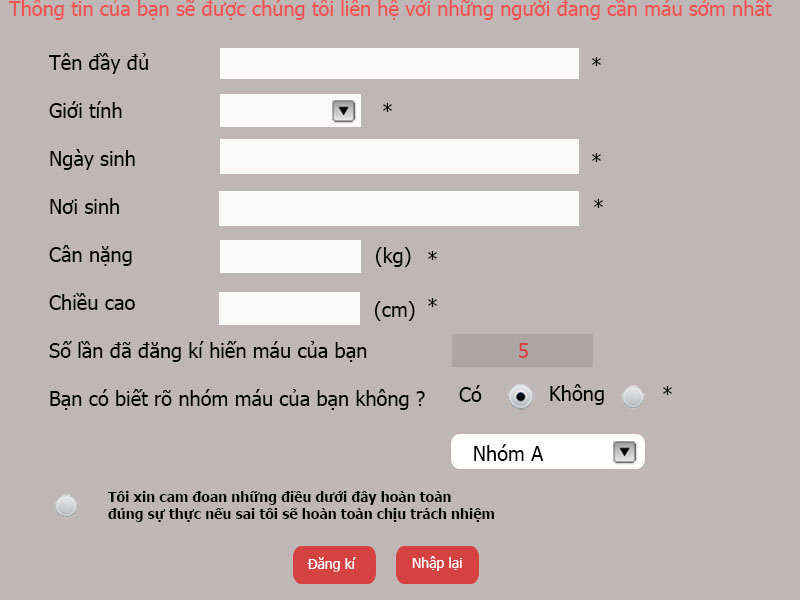 Thông tin của bạn sẽ được chúng tôi liên hệ với những người đang cần máu sớm nhất
Tên đầy đủ *
Giới tính *
Ngày sinh *
Nơi sinh *
Cân nặng (kg) *
Chiều cao (cm) *
Số lần đã đăng kí hiến máu của bạn 5
Bạn có biết rõ nhóm máu của bạn không ? Có Không *
Nhóm A
Tôi xin cam đoan những điều dưới đây hoàn toàn
đúng sự thực nếu sai tôi sẽ hoàn toàn chịu trách nhiệm
Đăng kí Nhập lại